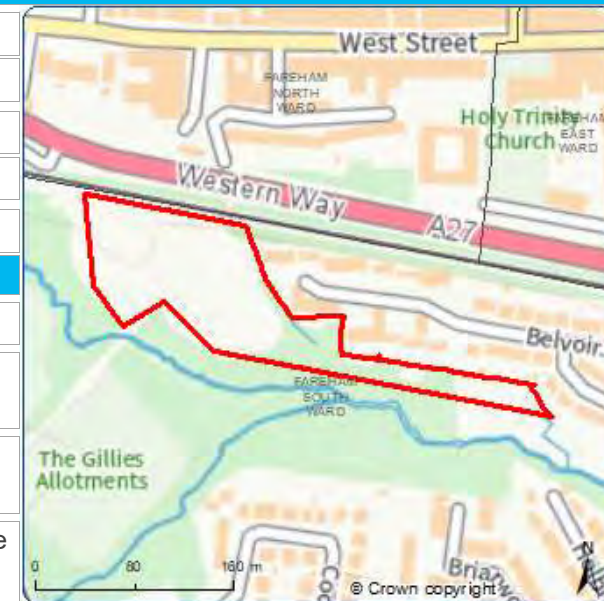 West Street
FAREHAM
NORTH
WARD
Holy Trinity
Church
FAREHAM
EAST
WARD
Western Way
A27
Belvoir
FAREHAM
SOUTH
WARD
The Gillies
Allotments
e
0 80 160 m
© Crown copyright